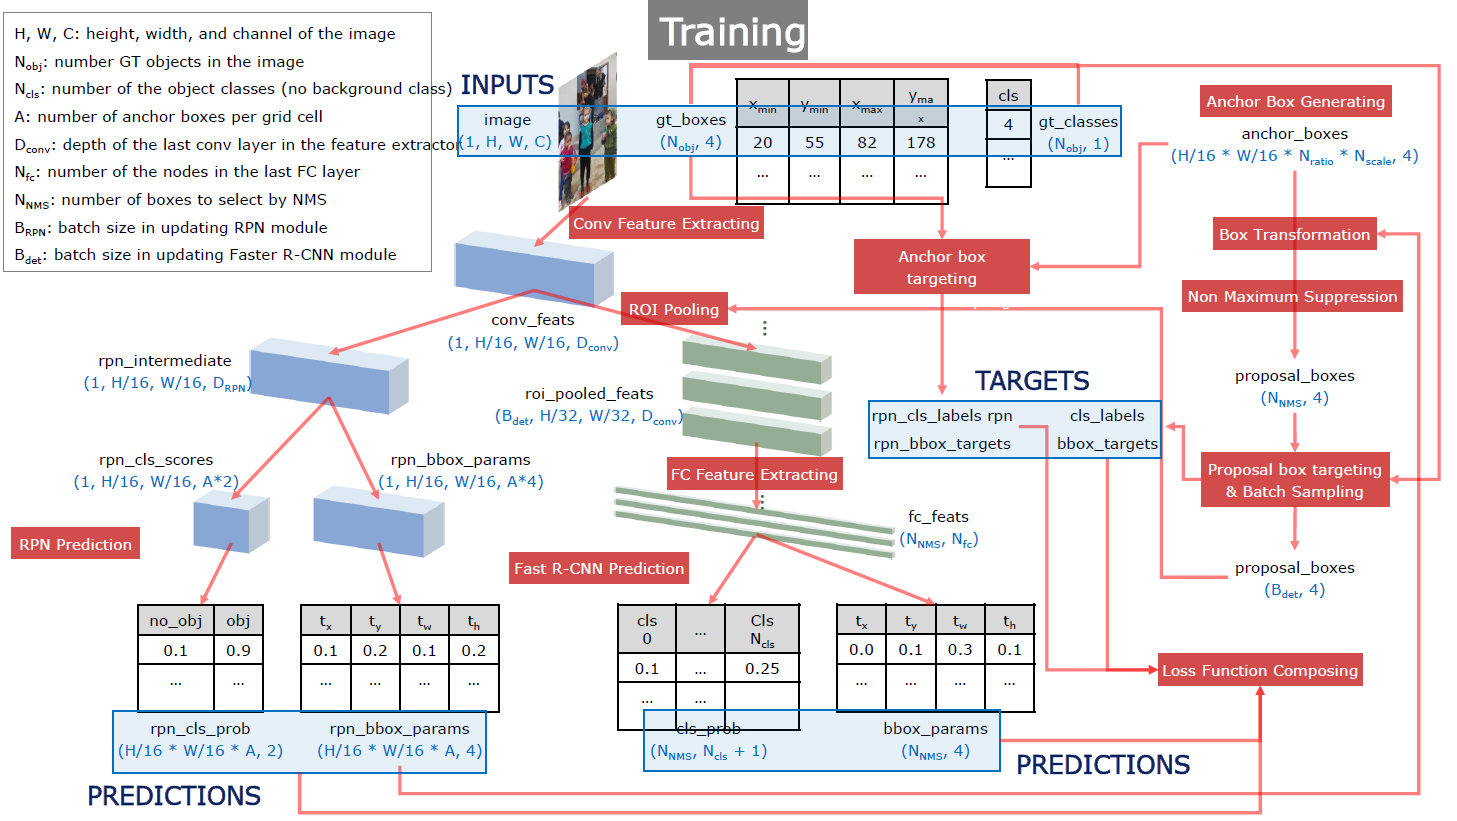 Training
H, W, C: height, width, and channel of the image
Nobj: number GT objects in the image
Ncls: number of the object classes (no background class)
A: number of anchor boxes per grid cell
Dconv: depth of the last conv layer in the feature extractor
Nfc: number of the nodes in the last FC layer
NNMS: number of boxes to select by NMS
BRPN: batch size in updating RPN module
Bdet: batch size in updating Faster R-CNN module
INPUTS
image
(1, H, W, C)
gt_boxes
(Nobj, 4)
xmin ymin xmax ymax
20 55 82 178
... ... ... ...
cls
4
...
gt_classes
(Nobj, 1)
Anchor Box Generating
anchor_boxes
(H/16 * W/16 * Nratio * Nscale, 4)
Conv Feature Extracting
Anchor box
targeting
Box Transformation
Non Maximum Suppression
ROI Pooling
conv_feats
(1, H/16, W/16, Dconv)
rpn_intermediate
(1, H/16, W/16, DRPN)
roi_pooled_feats
(Bdet, H/32, W/32, Dconv)
TARGETS
rpn_cls_labels rpn cls_labels
rpn_bbox_targets bbox_targets
proposal_boxes
(NNMS, 4)
Proposal box targeting
& Batch Sampling
proposal_boxes
(Bdet, 4)
rpn_cls_scores
(1, H/16, W/16, A*2)
rpn_bbox_params
(1, H/16, W/16, A*4)
FC Feature Extracting
fc_feats
(NNMS, Nfc)
RPN Prediction
Fast R-CNN Prediction
no_obj obj
0.1 0.9
... ...
tx ty tw th
0.1 0.2 0.1 0.2
... ... ... ...
cls
0
...
Cls
Ncls
0.1 ... 0.25
... ...
tx ty tw th
0.0 0.1 0.3 0.1
... ... ... ...
Loss Function Composing
rpn_cls_prob
(H/16 * W/16 * A, 2)
rpn_bbox_params
(H/16 * W/16 * A, 4)
cls_prob
(NNMS, Ncls + 1)
bbox_params
(NNMS, 4)
PREDICTIONS
PREDICTIONS